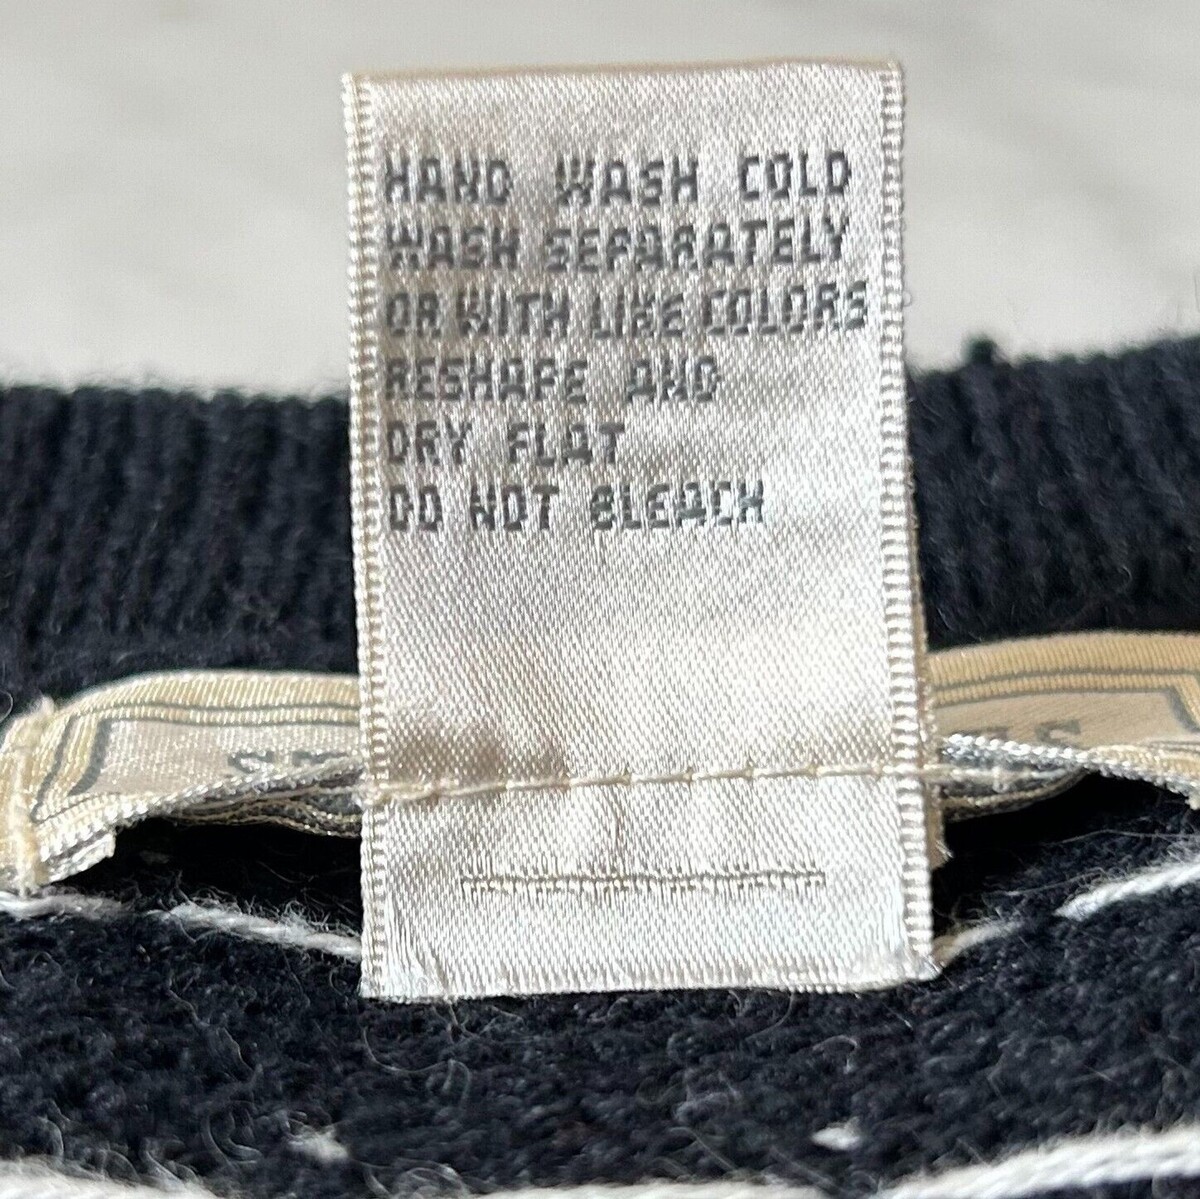 HAND WASH COLD
WASH SEPARATELY
OR WITH LIKE COLORS
RESHAPE AND
DRY FLAT
DO NOT BLEACH